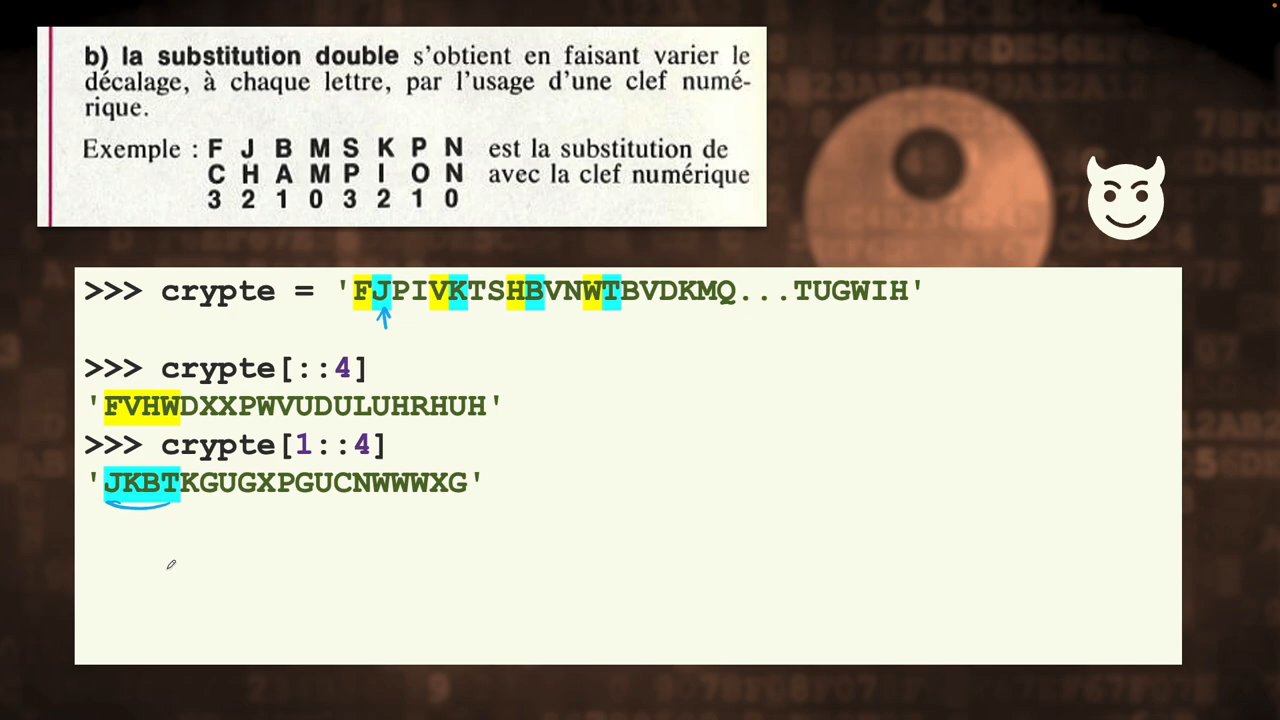 b) la substitution double s'obtient en faisant varier le
décalage, à chaque lettre, par l'usage d'une clef numé-
rique.
Exemple : F J B M S K P N est la substitution de
C H A M P I O N avec la clef numérique
3 2 1 0 3 2 1 0
>>> crypte = 'FJPIVKTSHBVNWTBVDKMQ...TUGWIH'
>>> crypte[::4]
'FVHWDXXPWVUDULUHRHUH'
>>> crypte[1::4]
'JKBTKGUGXPGUCNWWWXG'